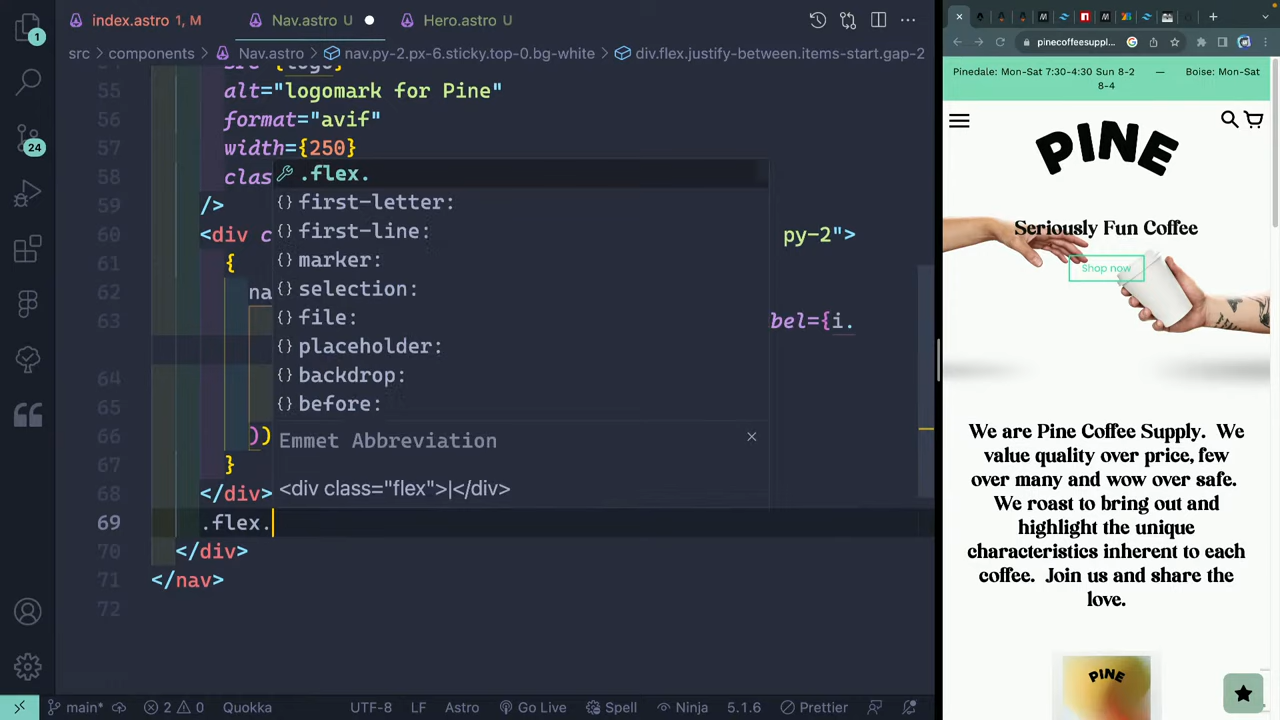 index.astro 1, M
Nav.astro U
Hero.astro U
src > components > Nav.astro > nav.py-2.px-6.sticky.top-0.bg-white > div.flex.justify-between.items-start.gap-2
55 alt="logomark for Pine"
56 format="avif"
57 width={250}
58 clas
59 />
60 <div c py-2">
61 {
62 na
63 bel={i.
64
65
66 ))
67 }
68 </div>
69 .flex.
70 </div>
71 </nav>
72
.flex.
first-letter:
first-line:
marker:
selection:
file:
placeholder:
backdrop:
before:
Emmet Abbreviation
<div class="flex">|</div>
1
24
main*
2 0
Quokka
UTF-8
LF
Astro
Go Live
Spell
Ninja
5.1.6
Prettier
pinecoffeesuppl...
Pinedale: Mon-Sat 7:30-4:30 Sun 8-2 — Boise: Mon-Sat
8-4
PINE
Seriously Fun Coffee
Shop now
We are Pine Coffee Supply. We
value quality over price, few
over many and wow over safe.
We roast to bring out and
highlight the unique
characteristics inherent to each
coffee. Join us and share the
love.
PINE